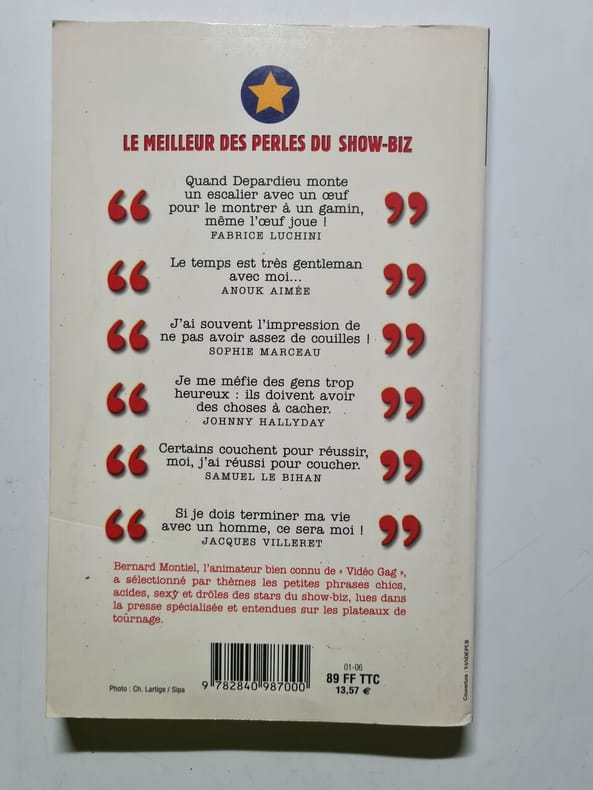 LE MEILLEUR DES PERLES DU SHOW-BIZ
“ Quand Depardieu monte
un escalier avec un œuf
pour le montrer à un gamin,
même l'œuf joue ! ”
FABRICE LUCHINI
“ Le temps est très gentleman
avec moi... ”
ANOUK AIMÉE
“ J'ai souvent l'impression de
ne pas avoir assez de couilles ! ”
SOPHIE MARCEAU
“ Je me méfie des gens trop
heureux : ils doivent avoir
des choses à cacher. ”
JOHNNY HALLYDAY
“ Certains couchent pour réussir,
moi, j'ai réussi pour coucher. ”
SAMUEL LE BIHAN
“ Si je dois terminer ma vie
avec un homme, ce sera moi ! ”
JACQUES VILLERET
Bernard Montiel, l'animateur bien connu de « Vidéo Gag »,
a sélectionné par thèmes les petites phrases chics,
acides, sexy et drôles des stars du show-biz, lues dans
la presse spécialisée et entendues sur les plateaux de
tournage.
Photo : Ch. Lartige / Sipa
9 782840 987000
01-06
89 FF TTC
13,57 €
Couverture : VANDEPUB